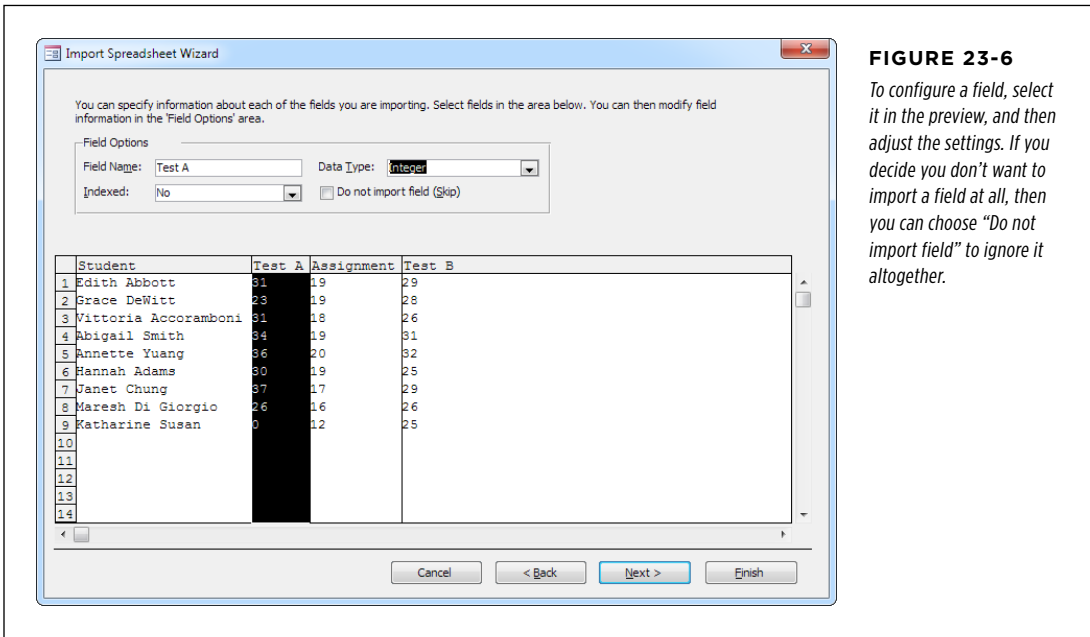 Import Spreadsheet Wizard
x
You can specify information about each of the fields you are importing. Select fields in the area below. You can then modify field
information in the 'Field Options' area.
Field Options
Field Name: Test A Data Type: Integer
Indexed: No Do not import field (Skip)
Student Test A Assignment Test B
1 Edith Abbott 31 19 29
2 Grace DeWitt 23 19 28
3 Vittoria Accoramboni 31 18 26
4 Abigail Smith 34 19 31
5 Annette Yuang 36 20 32
6 Hannah Adams 30 19 25
7 Janet Chung 37 17 29
8 Maresh Di Giorgio 26 16 26
9 Katharine Susan 0 12 25
10
11
12
13
14
Cancel < Back Next > Finish
FIGURE 23-6
To configure a field, select
it in the preview, and then
adjust the settings. If you
decide you don't want to
import a field at all, then
you can choose “Do not
import field” to ignore it
altogether.